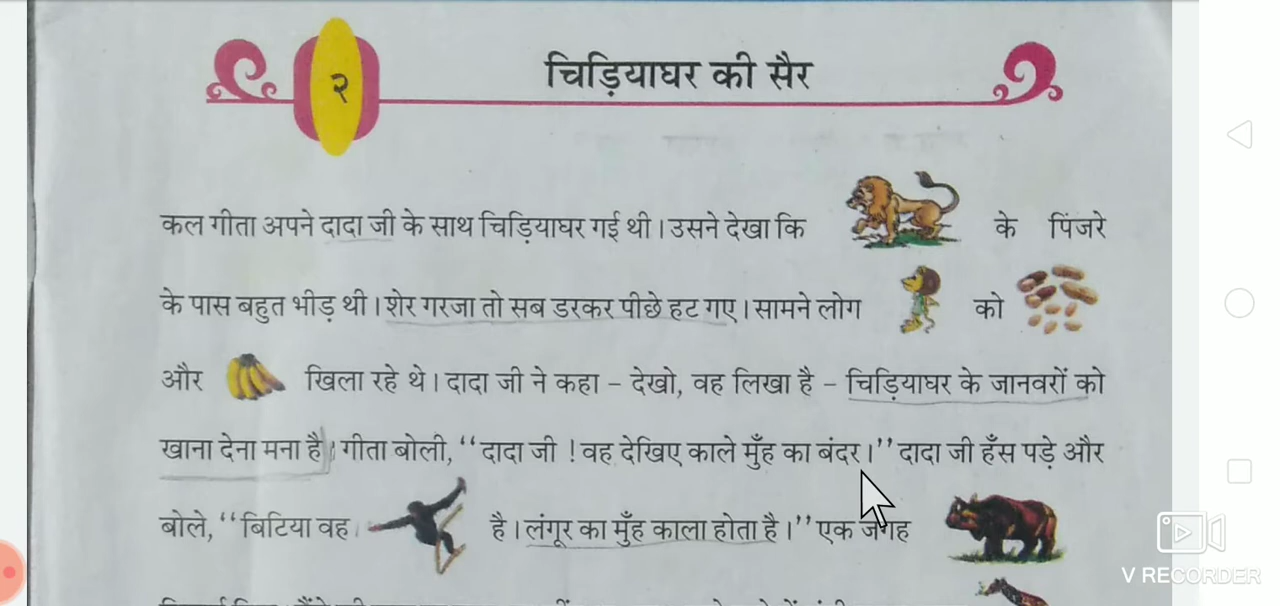 २
चिड़ियाघर की सैर
कल गीता अपने दादा जी के साथ चिड़ियाघर गई थी। उसने देखा कि के पिंजरे
के पास बहुत भीड़ थी। शेर गरजा तो सब डरकर पीछे हट गए। सामने लोग को
और खिला रहे थे। दादा जी ने कहा – देखो, वह लिखा है – चिड़ियाघर के जानवरों को
खाना देना मना है। गीता बोली, “दादा जी ! वह देखिए काले मुँह का बंदर।” दादा जी हँस पड़े और
बोले, “बिटिया वह है। लंगूर का मुँह काला होता है।” एक जगह
V RECORDER